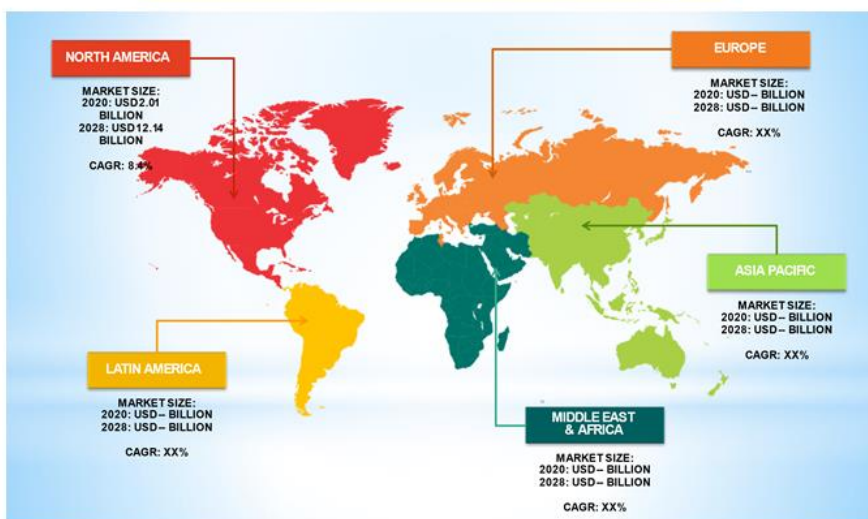 NORTH AMERICA
MARKET SIZE:
2020: USD2.01
BILLION
2028: USD12.14
BILLION
CAGR: 8.4%
EUROPE
MARKET SIZE:
2020: USD-- BILLION
2028: USD-- BILLION
CAGR: XX%
ASIA PACIFIC
MARKET SIZE:
2020: USD-- BILLION
2028: USD-- BILLION
CAGR: XX%
LATIN AMERICA
MARKET SIZE:
2020: USD-- BILLION
2028: USD-- BILLION
CAGR: XX%
MIDDLE EAST
& AFRICA
MARKET SIZE:
2020: USD-- BILLION
2028: USD-- BILLION
CAGR: XX%